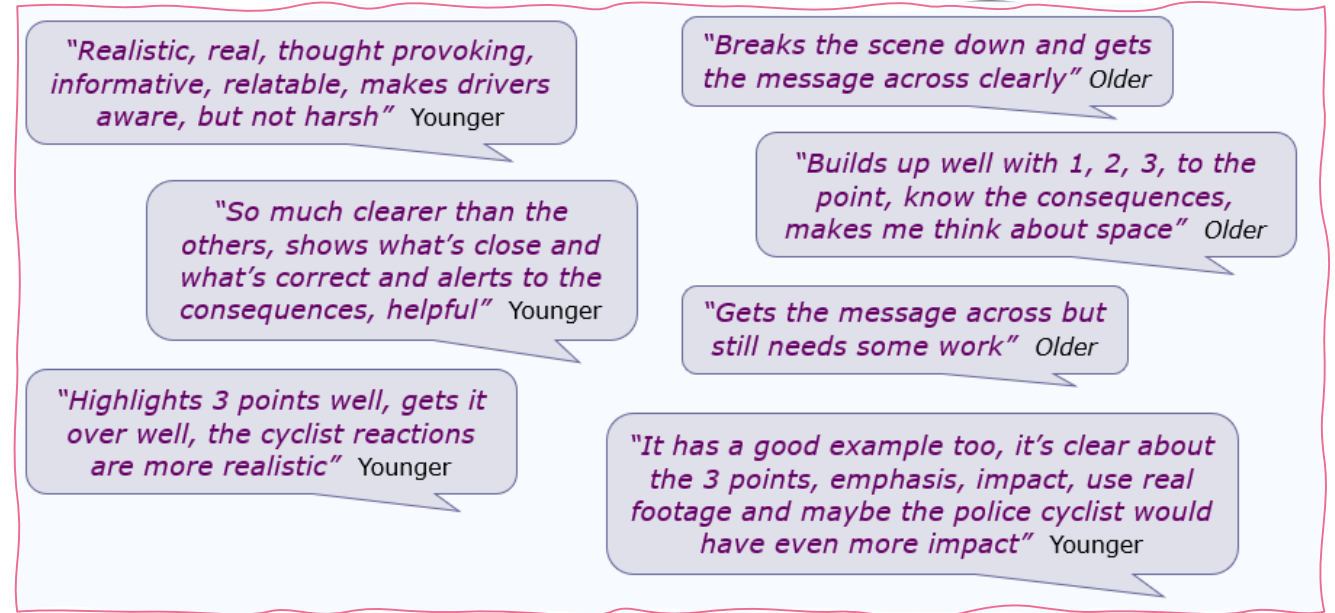 “Realistic, real, thought provoking,
informative, relatable, makes drivers
aware, but not harsh” Younger
“Breaks the scene down and gets
the message across clearly” Older
“Builds up well with 1, 2, 3, to the
point, know the consequences,
makes me think about space” Older
“So much clearer than the
others, shows what’s close and
what’s correct and alerts to the
consequences, helpful” Younger
“Gets the message across but
still needs some work” Older
“Highlights 3 points well, gets it
over well, the cyclist reactions
are more realistic” Younger
“It has a good example too, it’s clear about
the 3 points, emphasis, impact, use real
footage and maybe the police cyclist would
have even more impact” Younger